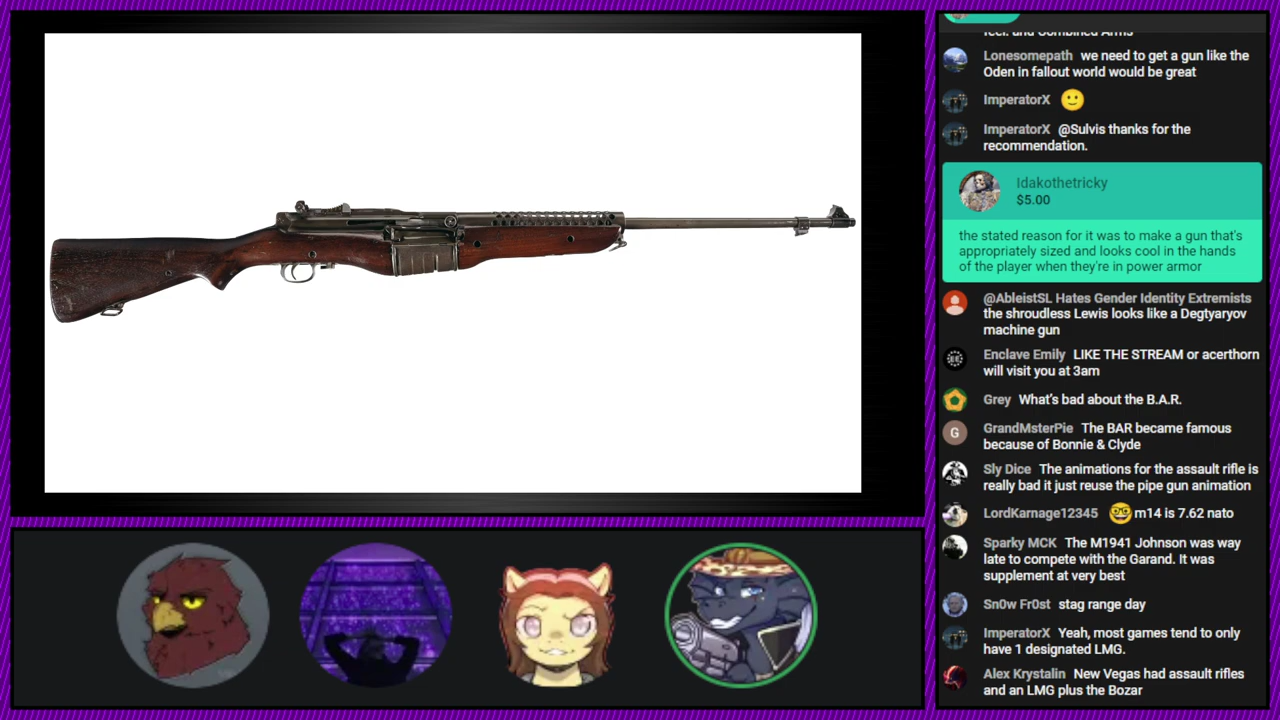 feel. and Combined Arms
Lonesomepath we need to get a gun like the
Oden in fallout world would be great
ImperatorX 🙂
ImperatorX @Sulvis thanks for the
recommendation.
Idakothetricky
$5.00
the stated reason for it was to make a gun that's
appropriately sized and looks cool in the hands
of the player when they're in power armor
@AbleistSL Hates Gender Identity Extremists
the shroudless Lewis looks like a Degtyaryov
machine gun
Enclave Emily LIKE THE STREAM or acerthorn
will visit you at 3am
Grey What's bad about the B.A.R.
G
GrandMsterPie The BAR became famous
because of Bonnie & Clyde
Sly Dice The animations for the assault rifle is
really bad it just reuse the pipe gun animation
LordKarnage12345 🤓 m14 is 7.62 nato
Sparky MCK The M1941 Johnson was way
late to compete with the Garand. It was
supplement at very best
Sn0w Fr0st stag range day
ImperatorX Yeah, most games tend to only
have 1 designated LMG.
Alex Krystalin New Vegas had assault rifles
and an LMG plus the Bozar